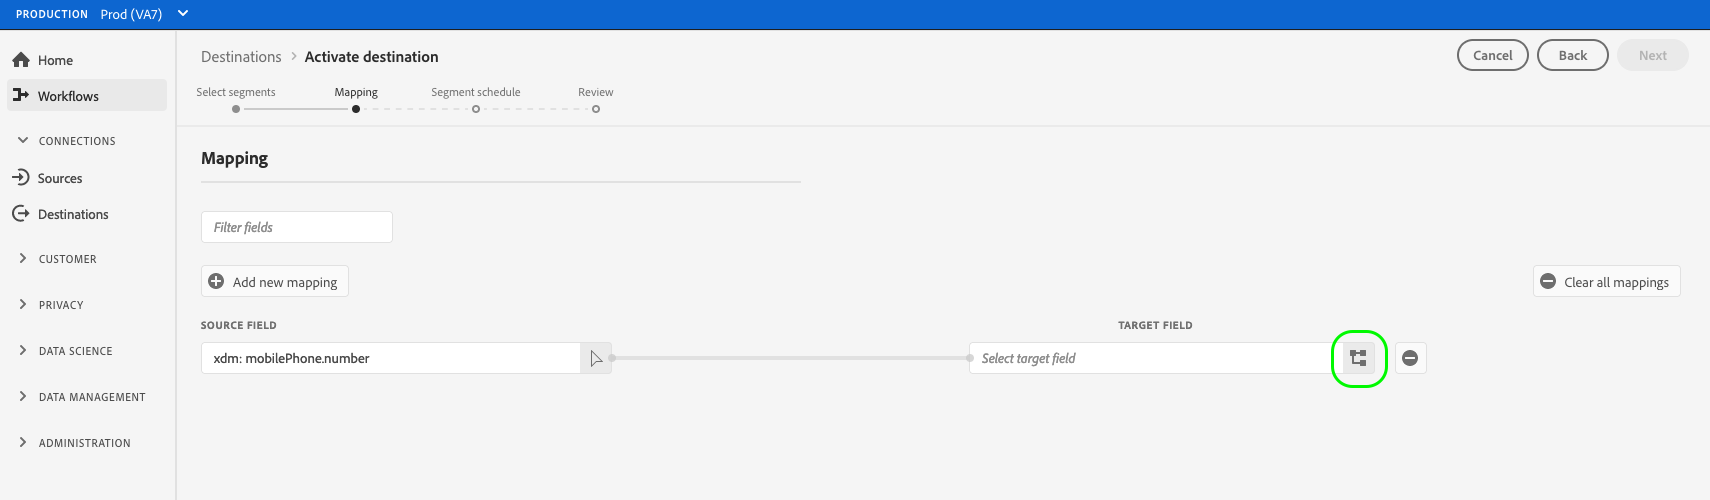 PRODUCTION Prod (VA7)
Home
Workflows
CONNECTIONS
Sources
Destinations
CUSTOMER
PRIVACY
DATA SCIENCE
DATA MANAGEMENT
ADMINISTRATION
Destinations > Activate destination
Cancel Back Next
Select segments Mapping Segment schedule Review
Mapping
Filter fields
Add new mapping Clear all mappings
SOURCE FIELD TARGET FIELD
xdm: mobilePhone.number Select target field